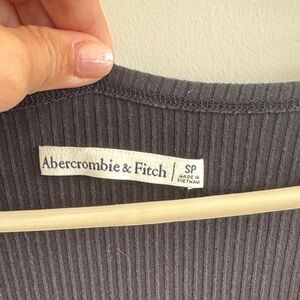 Abercrombie & Fitch
SP
MADE IN
VIETNAM